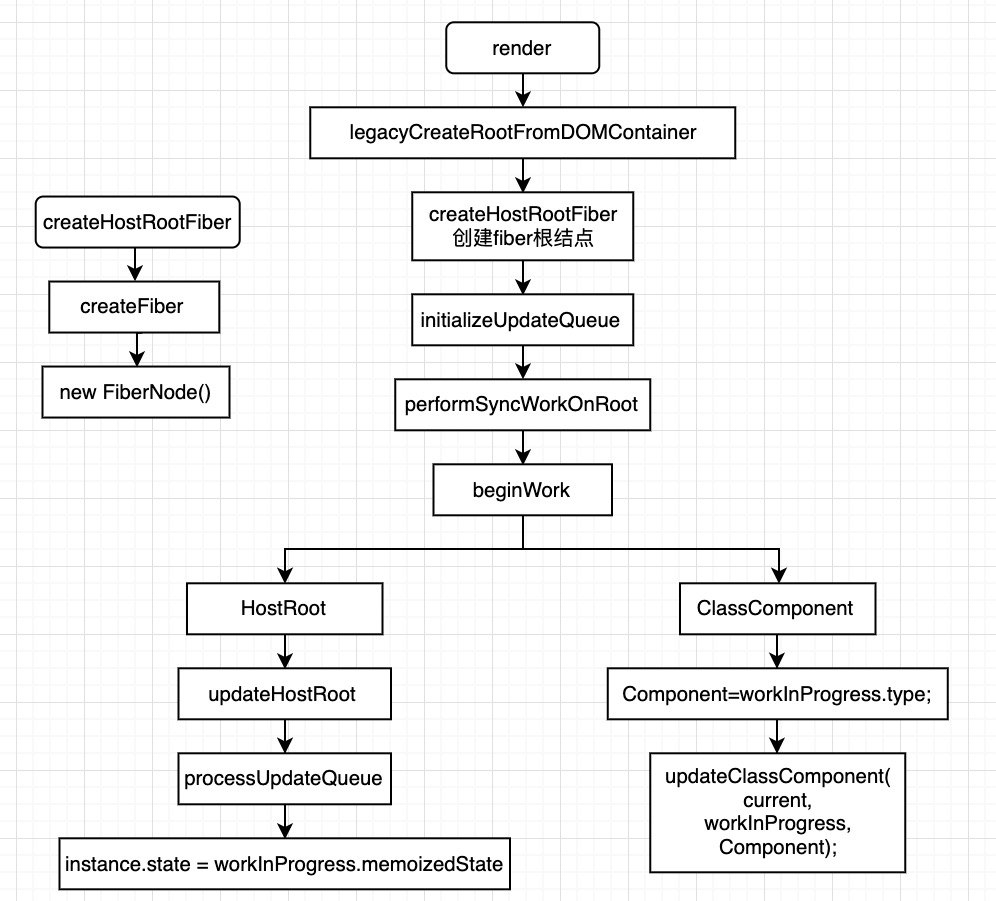 render
legacyCreateRootFromDOMContainer
createHostRootFiber
创建fiber根结点
initializeUpdateQueue
performSyncWorkOnRoot
beginWork
createHostRootFiber
createFiber
new FiberNode()
HostRoot
updateHostRoot
processUpdateQueue
instance.state = workInProgress.memoizedState
ClassComponent
Component=workInProgress.type;
updateClassComponent(
current,
workInProgress,
Component);